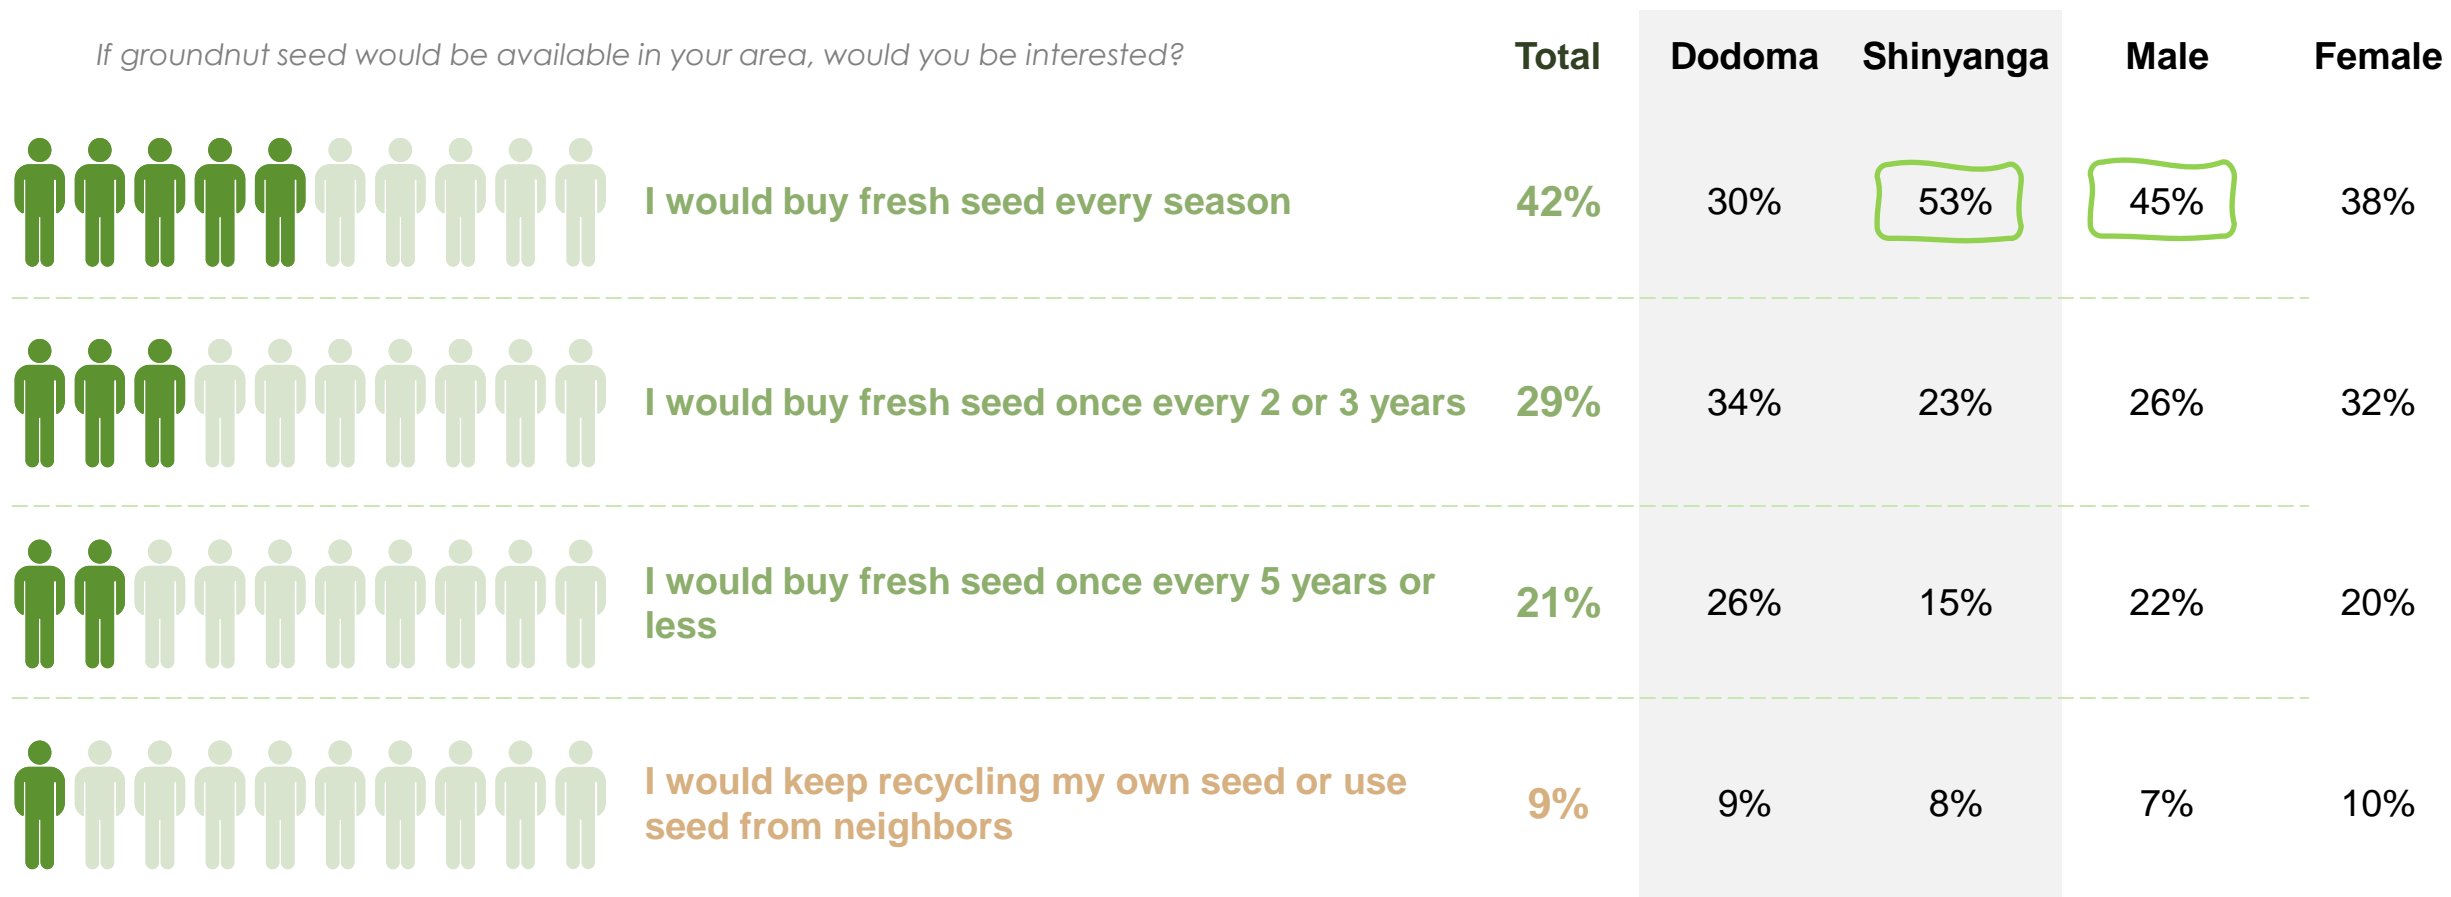 If groundnut seed would be available in your area, would you be interested? Total Dodoma Shinyanga Male Female
I would buy fresh seed every season 42% 30% 53% 45% 38%
I would buy fresh seed once every 2 or 3 years 29% 34% 23% 26% 32%
I would buy fresh seed once every 5 years or
less 21% 26% 15% 22% 20%
I would keep recycling my own seed or use
seed from neighbors 9% 9% 8% 7% 10%